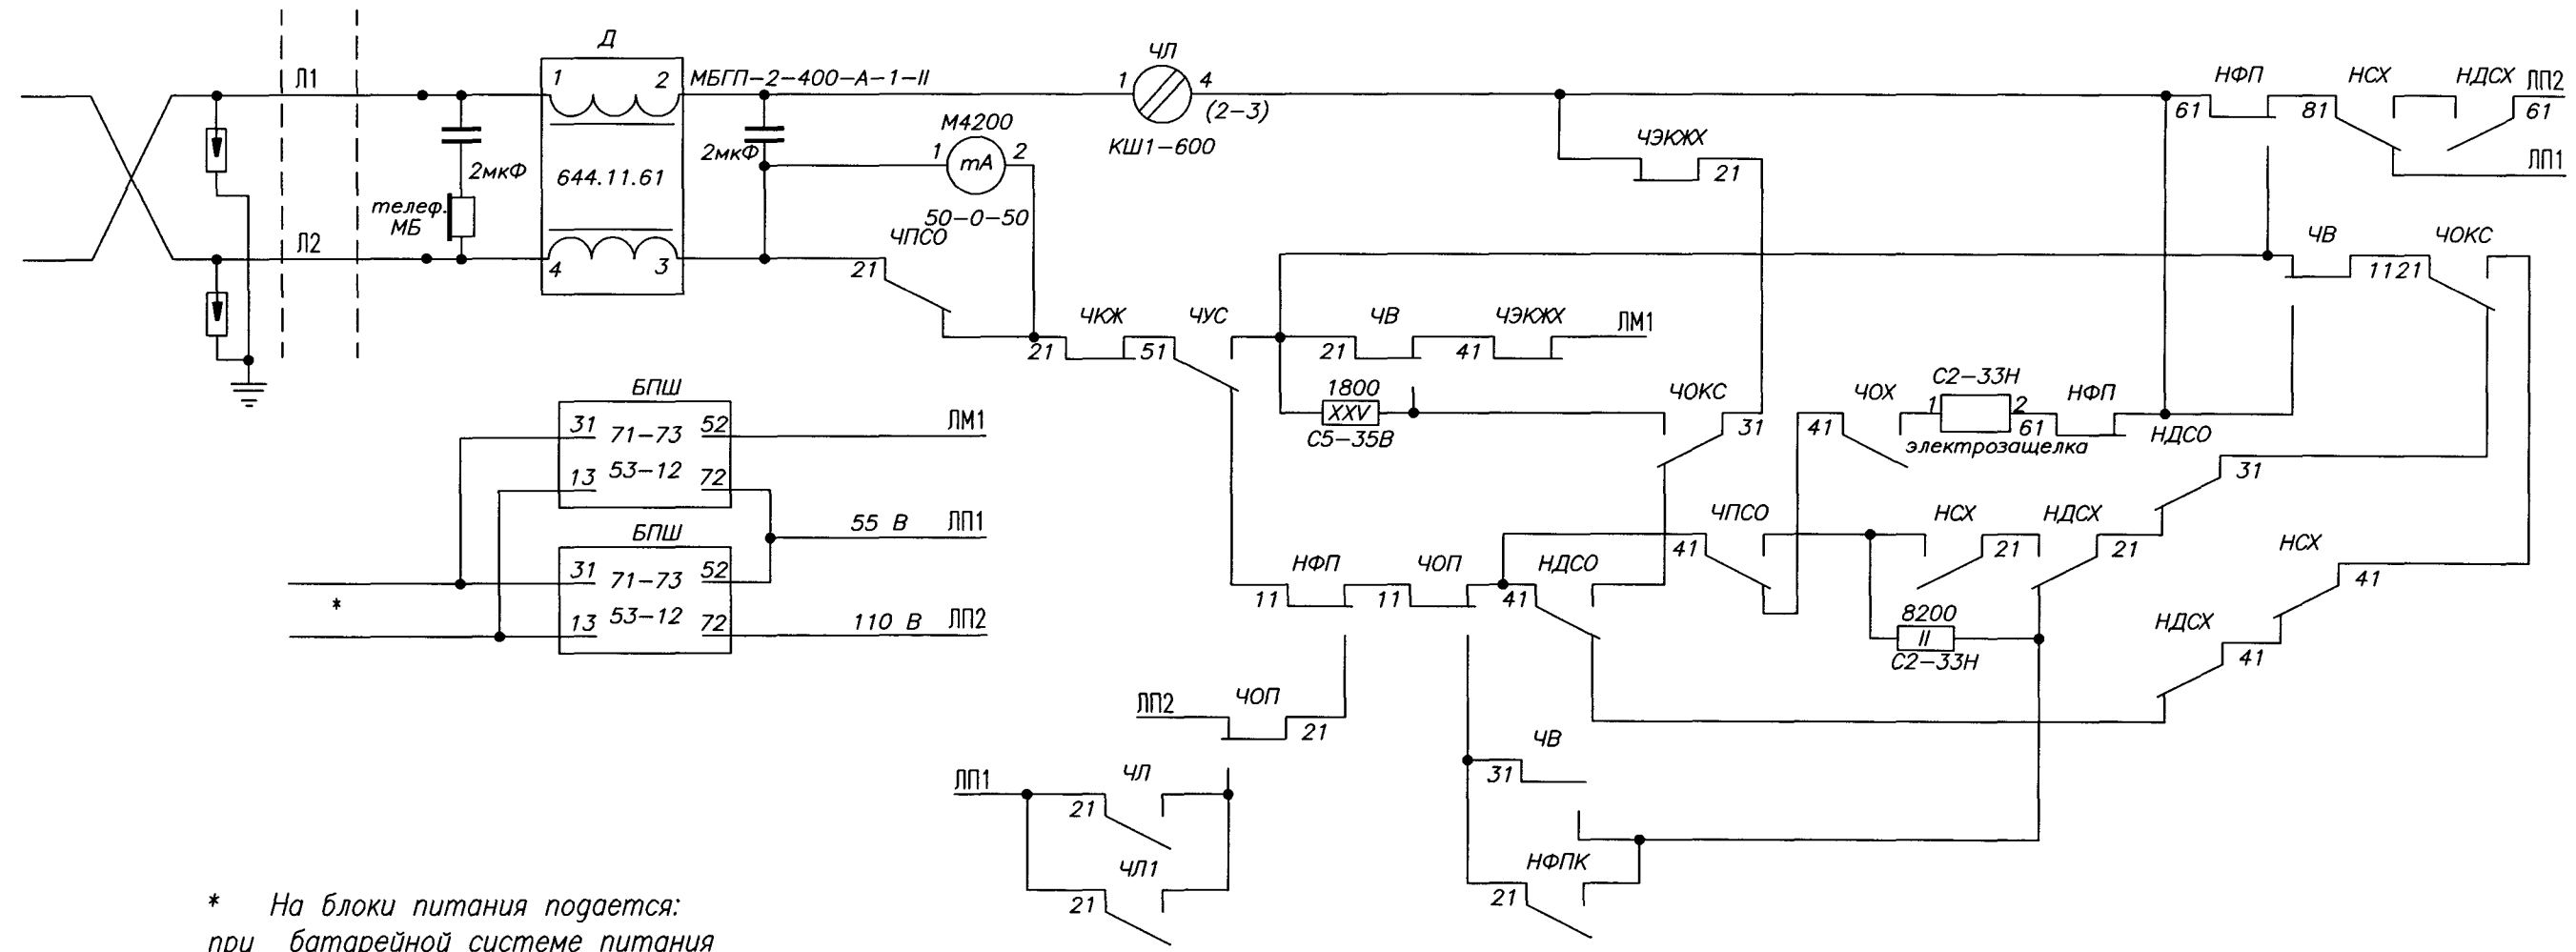 Д
Л1
1 2
МБГП-2-400-А-1-II
ЧЛ
1 4
(2-3)
КШ1-600
НФП
НСХ
НДСХ
ЛП2
61
81
61
ЛП1
М4200
1 mA 2
50-0-50
2мкФ
2мкФ
644.11.61
телеф.
МБ
Л2
4 3
ЧПСО
21
ЧЭКЖХ
21
ЧВ
ЧОКС
1121
ЧКЖ
ЧУС
ЧВ
ЧЭКЖХ
ЛМ1
21
51
21
41
1800
XXV
С5-35В
ЧОКС
31
ЧОХ
41
С2-33Н
1 2
НФП
61
электрозащелка
НДСО
31
БПШ
31 71-73 52
ЛМ1
13 53-12 72
55 В ЛП1
БПШ
31 71-73 52
*
13 53-12 72
110 В ЛП2
ЧПСО
41
НСХ
21
НДСХ
21
НСХ
41
НФП
11
ЧОП
11
НДСО
41
8200
II
С2-33Н
НДСХ
41
ЛП2
ЧОП
21
ЧВ
31
ЛП1
ЧЛ
21
ЧЛ1
21
НФПК
21
* На блоки питания подается:
при батарейной системе питания